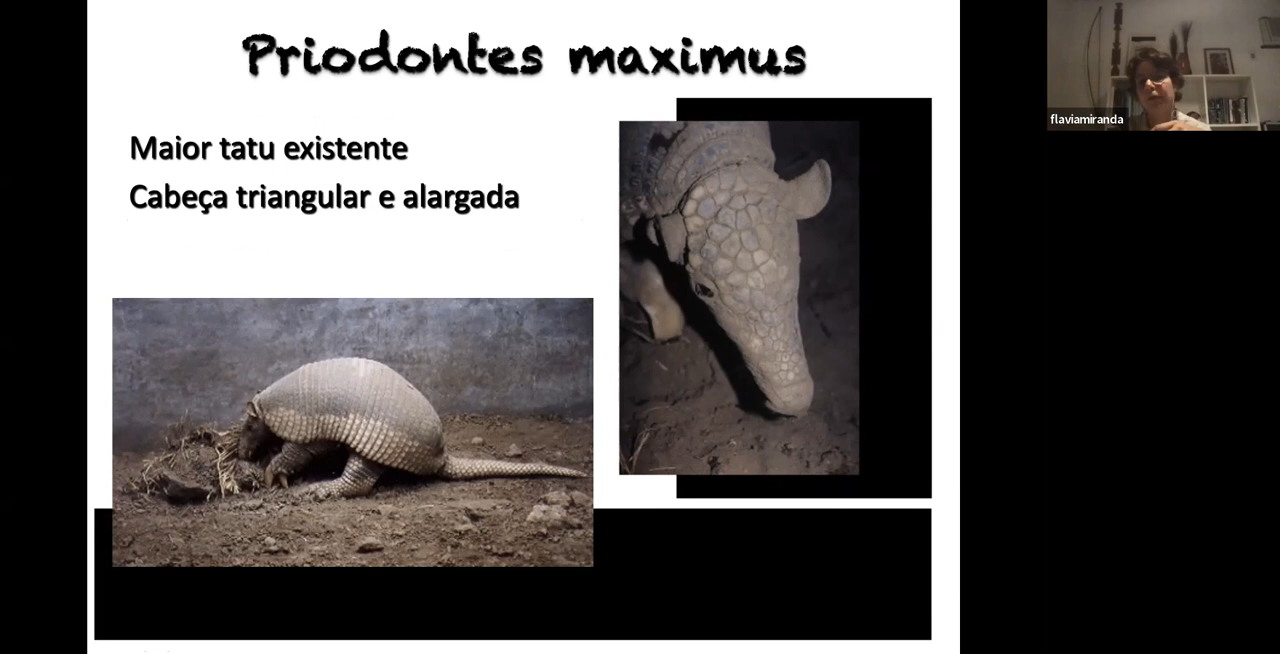 Priodontes maximus
flaviamiranda
Maior tatu existente
Cabeça triangular e alargada